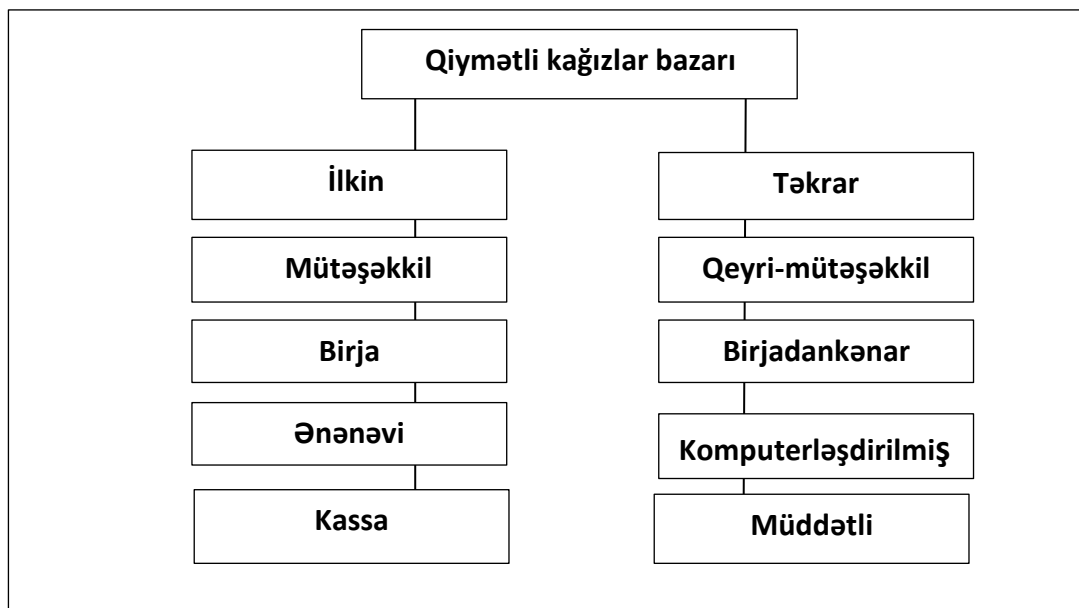 Qiymətli kağızlar bazarı
İlkin
Təkrar
Mütəşəkkil
Qeyri-mütəşəkkil
Birja
Birjadankənar
Ənənəvi
Komputerləşdirilmiş
Kassa
Müddətli